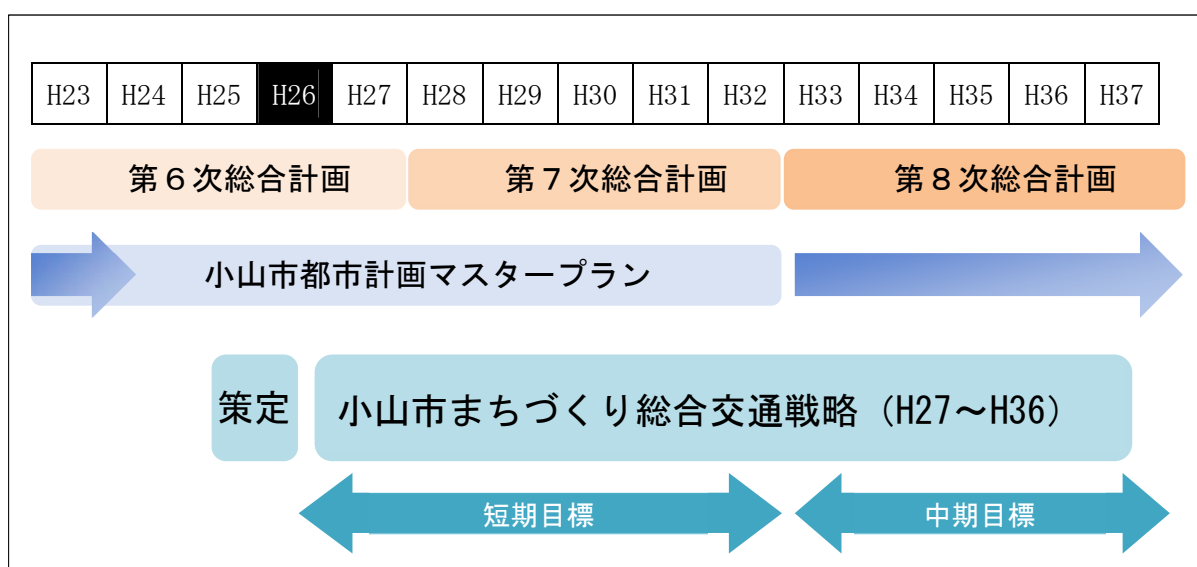 H23 H24 H25 H26 H27 H28 H29 H30 H31 H32 H33 H34 H35 H36 H37
第６次総合計画 第７次総合計画 第８次総合計画
小山市都市計画マスタープラン
策定 小山市まちづくり総合交通戦略（H27～H36）
短期目標 中期目標